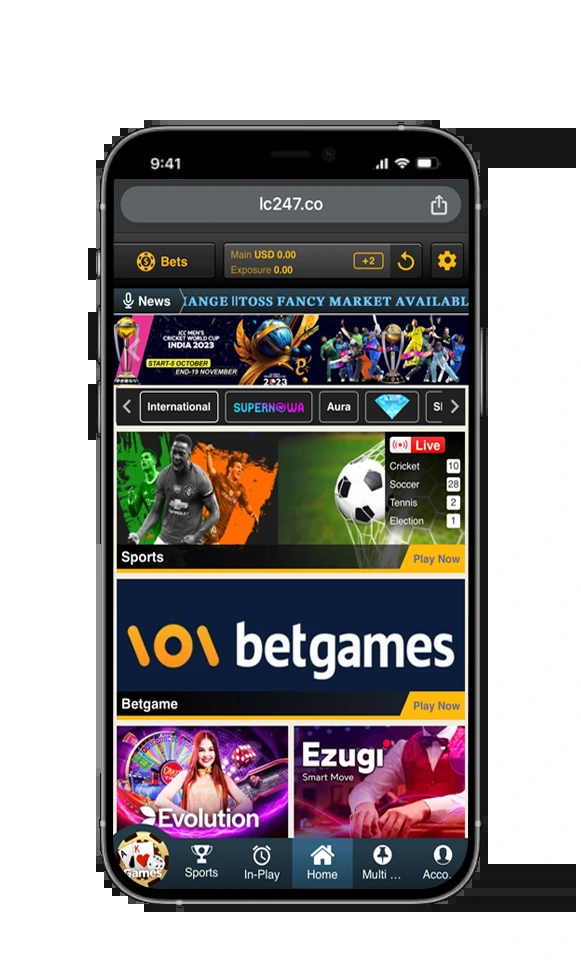 9:41
lc247.co
Bets
Main USD 0.00
Exposure 0.00
+2
News
ANGE ||TOSS FANCY MARKET AVAILABL
ICC MEN'S
CRICKET WORLD CUP
INDIA 2023
START-5 OCTOBER
END-19 NOVEMBER
2023
International
SUPERNOWA
Aura
Live
Cricket 10
Soccer 28
Tennis 2
Election 1
Sports
Play Now
betgames
Betgame
Play Now
Evolution
Ezugi
Smart Move
A K
Games
Sports
In-Play
Home
Multi ...
Acco.